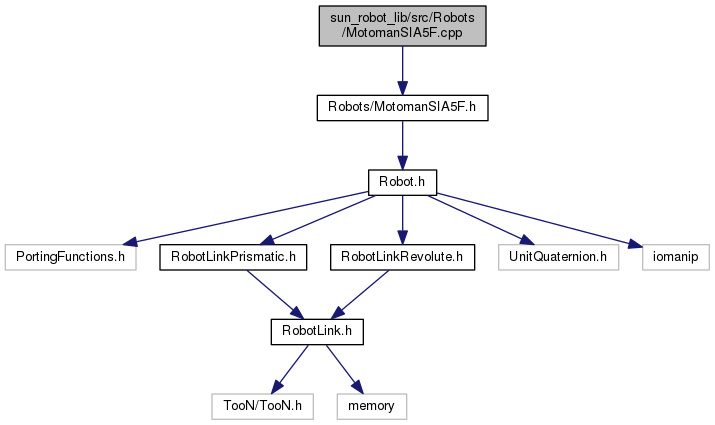 sun_robot_lib/src/Robots
/MotomanSIA5F.cpp
Robots/MotomanSIA5F.h
Robot.h
PortingFunctions.h
RobotLinkPrismatic.h
RobotLinkRevolute.h
UnitQuaternion.h
iomanip
RobotLink.h
TooN/TooN.h
memory